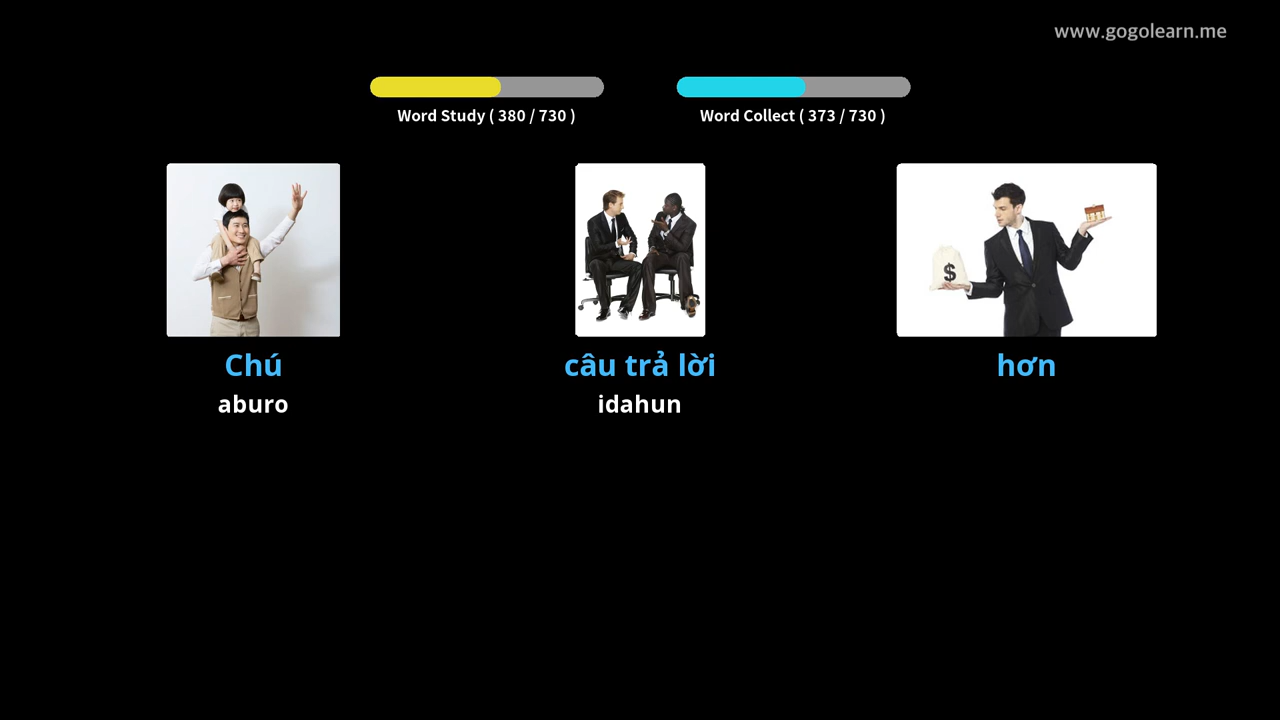 www.gogolearn.me
Word Study ( 380 / 730 )
Word Collect ( 373 / 730 )
Chú
aburo
câu trả lời
idahun
hơn
$